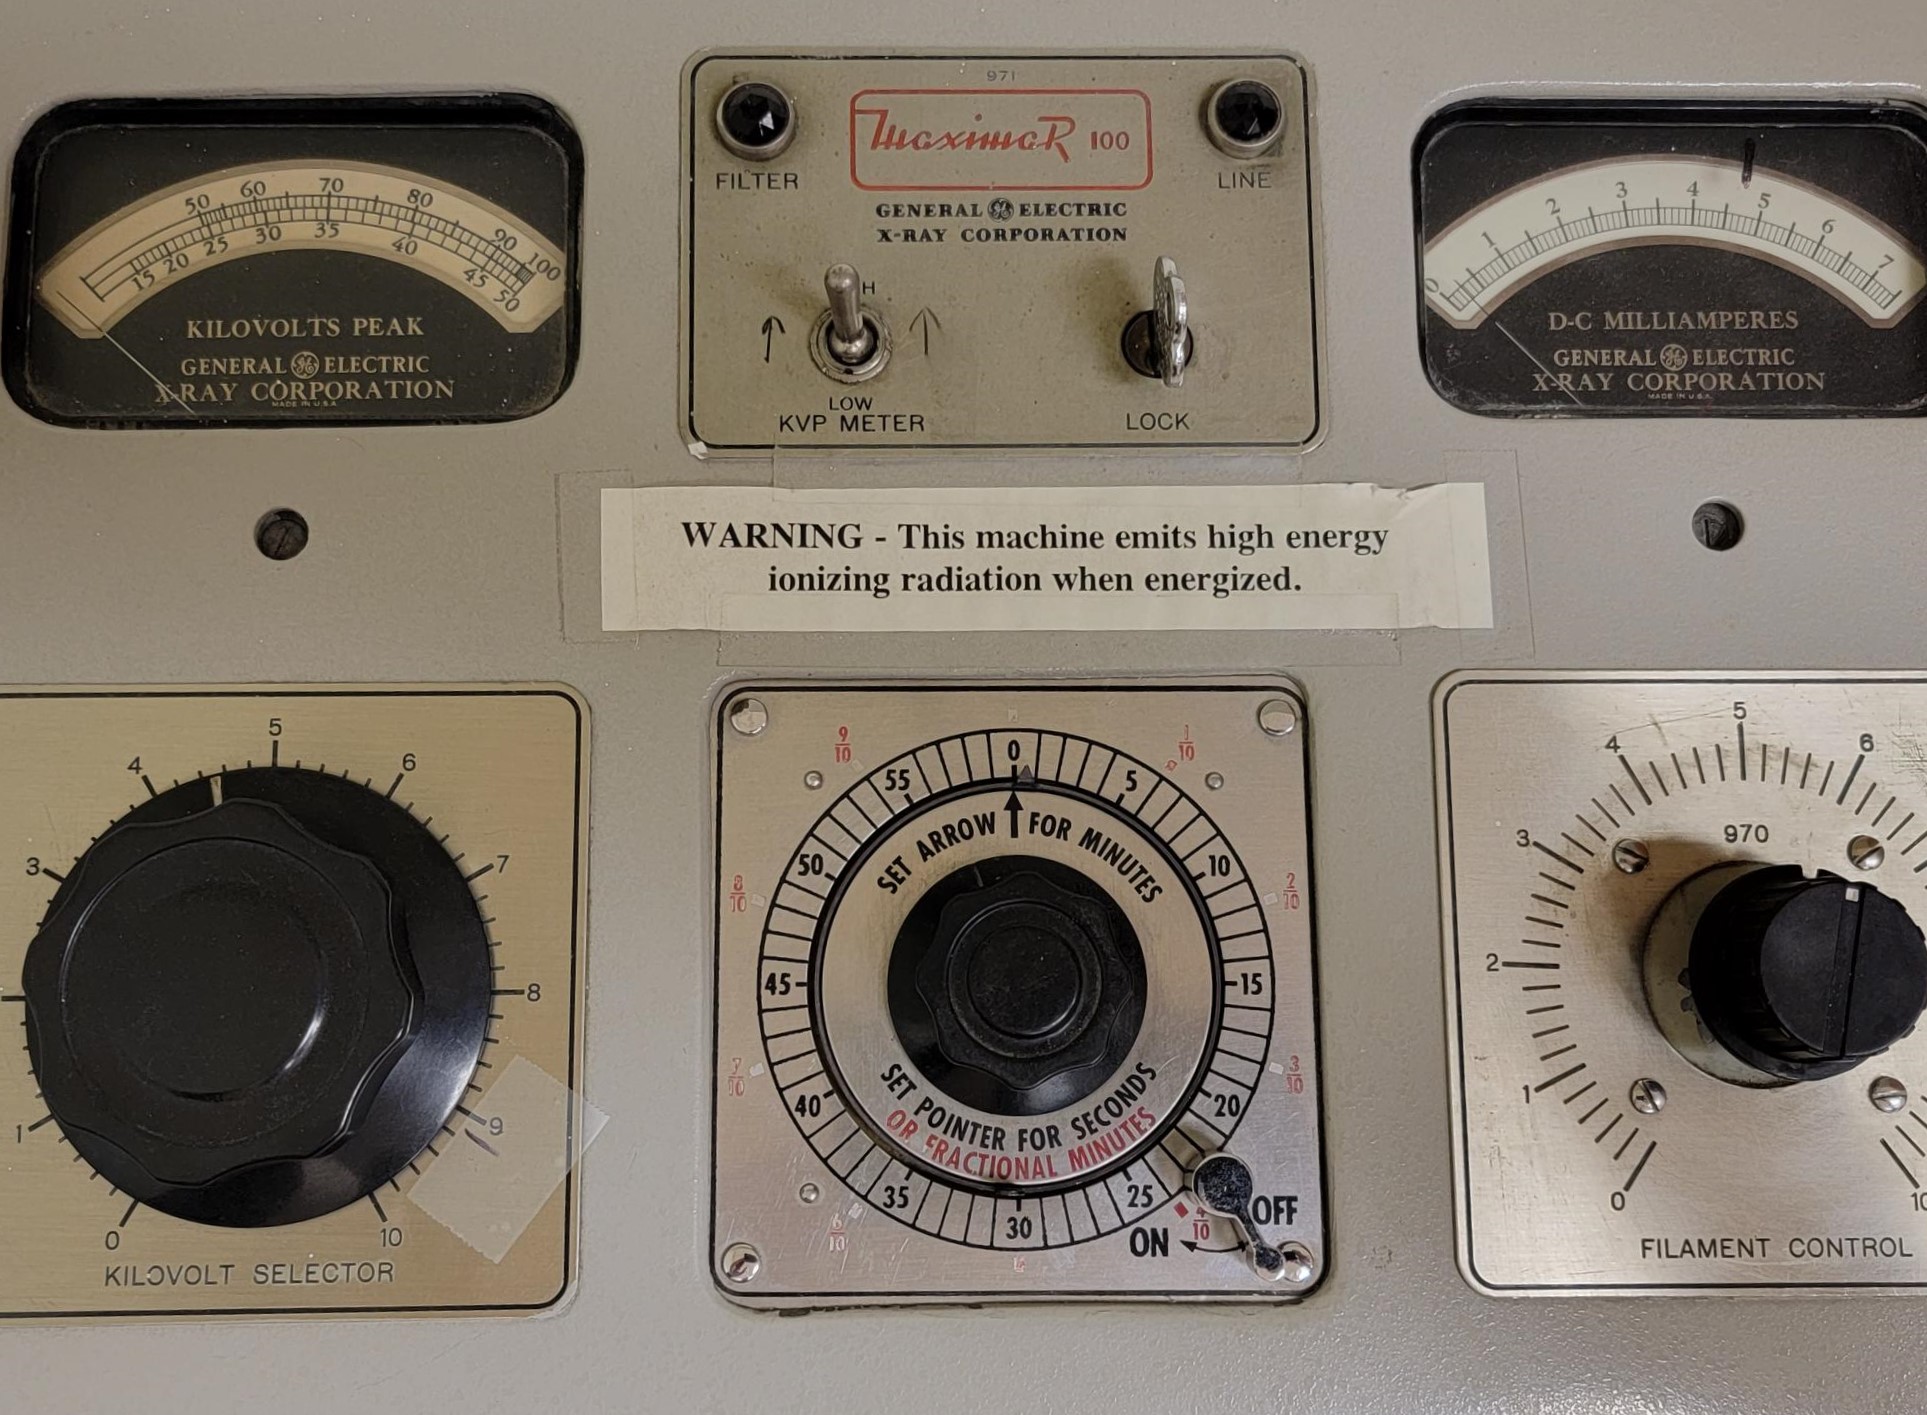 971
MaximaR 100
FILTER
LINE
GENERAL GE ELECTRIC
X-RAY CORPORATION
H
LOW
KVP METER
LOCK
50 60 70 80 90 100
15 20 25 30 35 40 45 50
KILOVOLTS PEAK
GENERAL GE ELECTRIC
X-RAY CORPORATION
MADE IN U.S.A.
0 1 2 3 4 5 6 7
D-C MILLIAMPERES
GENERAL GE ELECTRIC
X-RAY CORPORATION
MADE IN U.S.A.
WARNING - This machine emits high energy
ionizing radiation when energized.
0 1 3 4 5 6 7 8 9 10
KILOVOLT SELECTOR
0 5 10 15 20 25 30 35 40 45 50 55
1/10 2/10 3/10 4/10 6/10 7/10 8/10 9/10
SET ARROW FOR MINUTES
SET POINTER FOR SECONDS
OR FRACTIONAL MINUTES
OFF
ON
0 1 2 3 4 5 6 10
970
FILAMENT CONTROL